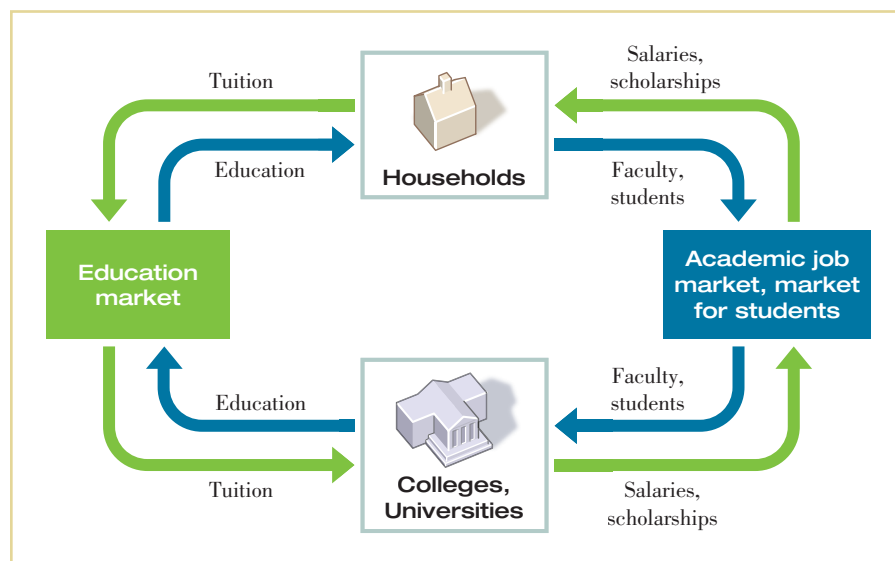 Tuition
Salaries,
scholarships
Education
Households
Faculty,
students
Education
market
Academic job
market, market
for students
Education
Faculty,
students
Tuition
Colleges,
Universities
Salaries,
scholarships